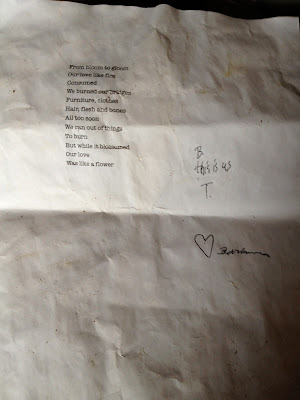 From bloom to gloom
Our love like fire
Consumed
We burned our
Furniture, clothes
Hair, flesh and bones
All too soon
We ran out of things
To burn
But while it blossomed
Our love
Was like a flower
B.
this is us
T.